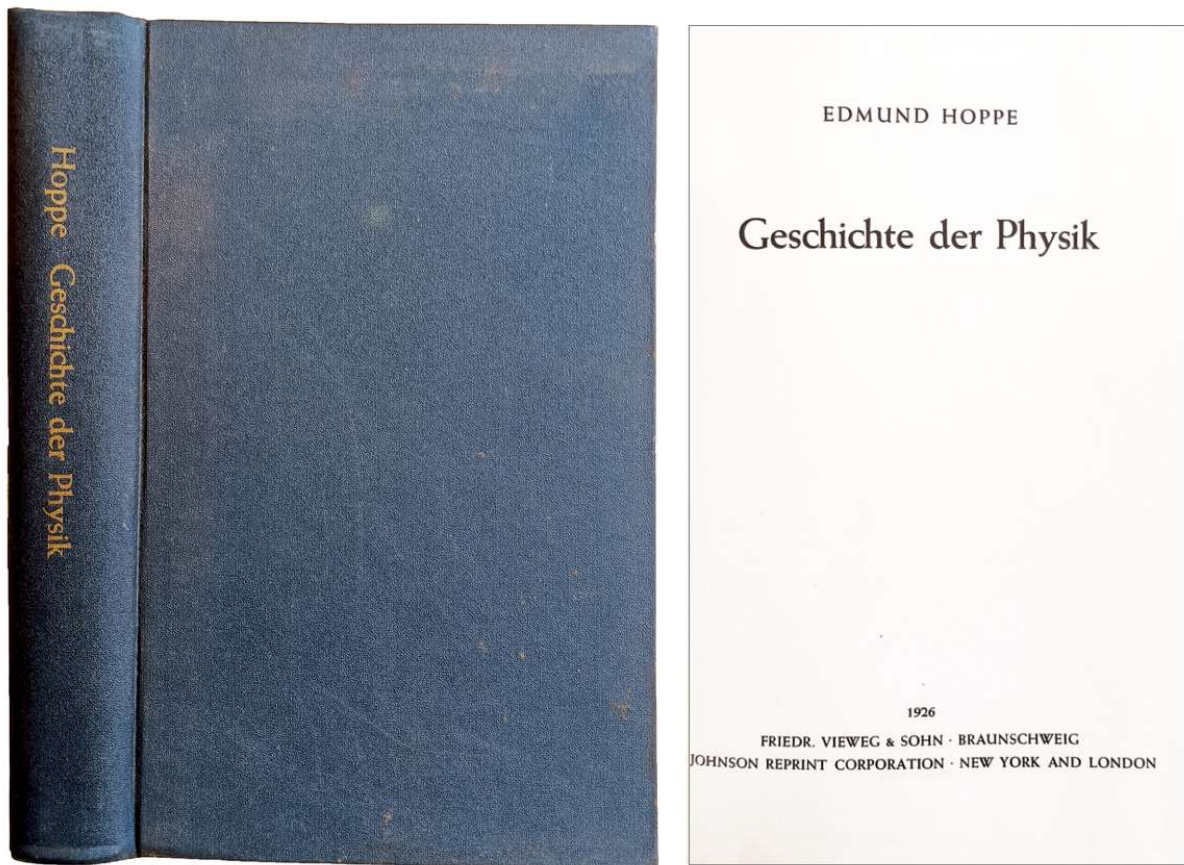 Hoppe Geschichte der Physik
EDMUND HOPPE
Geschichte der Physik
1926
FRIEDR. VIEWEG & SOHN · BRAUNSCHWEIG
JOHNSON REPRINT CORPORATION · NEW YORK AND LONDON